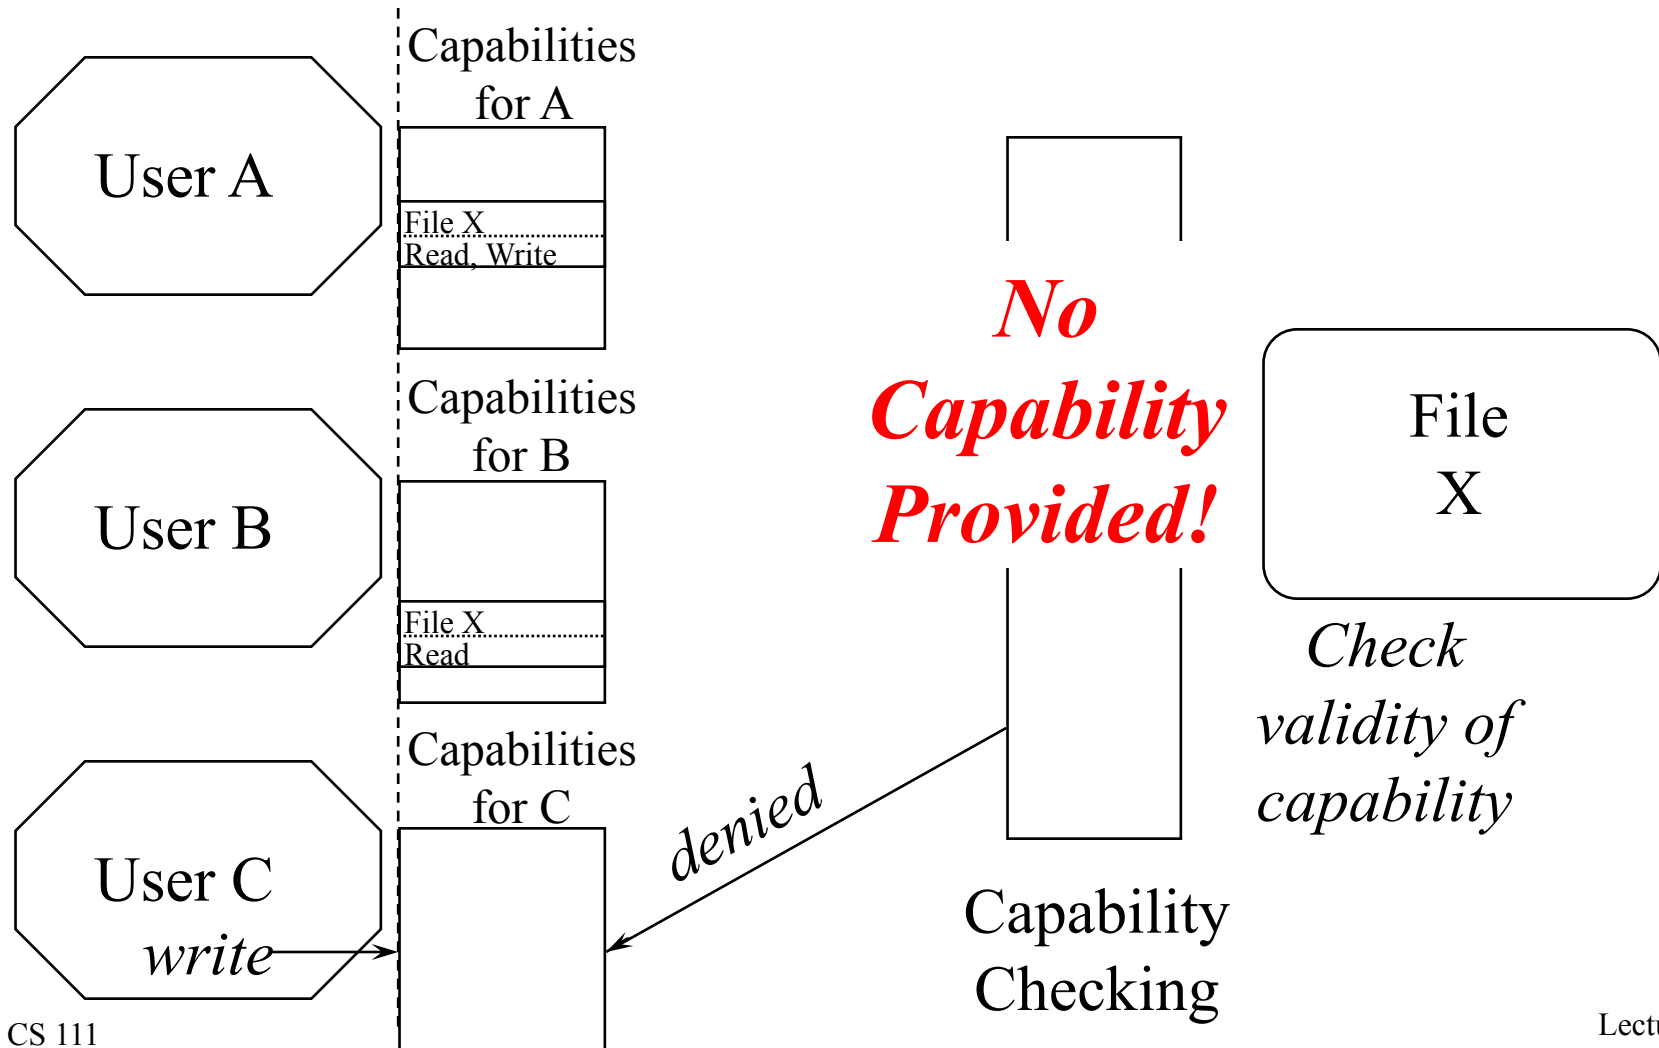 Capabilities
for A
User A
File X
Read, Write
Capabilities
for B
User B
File X
Read
Capabilities
for C
User C
write
denied
No
Capability
Provided!
File
X
Check
validity of
capability
Capability
Checking
CS 111